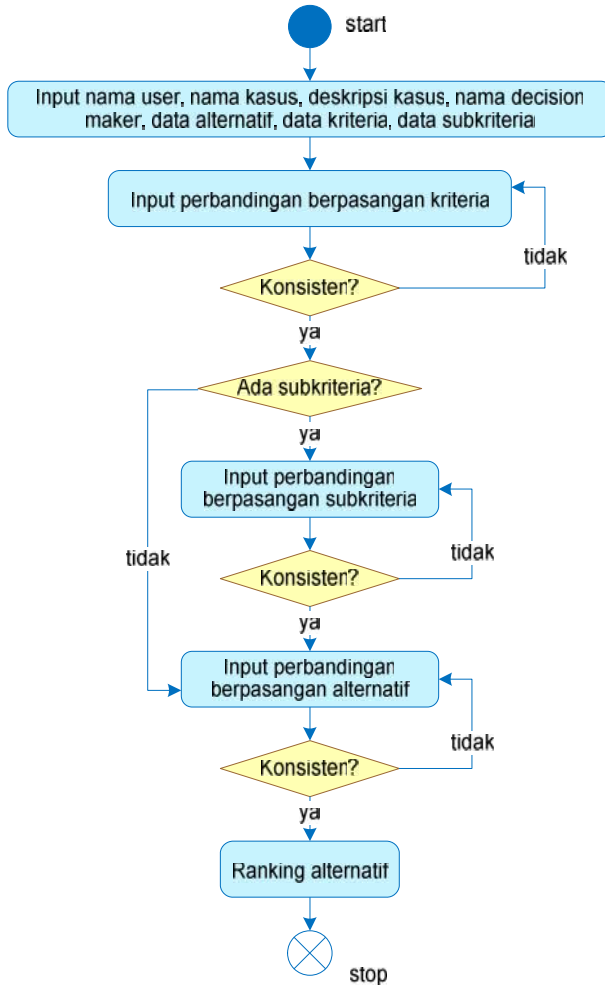 start
Input nama user, nama kasus, deskripsi kasus, nama decision
maker, data alternatif, data kriteria, data subkriteria
Input perbandingan berpasangan kriteria
tidak
Konsisten?
ya
Ada subkriteria?
ya
Input perbandingan
berpasangan subkriteria
tidak
tidak
Konsisten?
ya
Input perbandingan
berpasangan alternatif
tidak
Konsisten?
ya
Ranking alternatif
stop